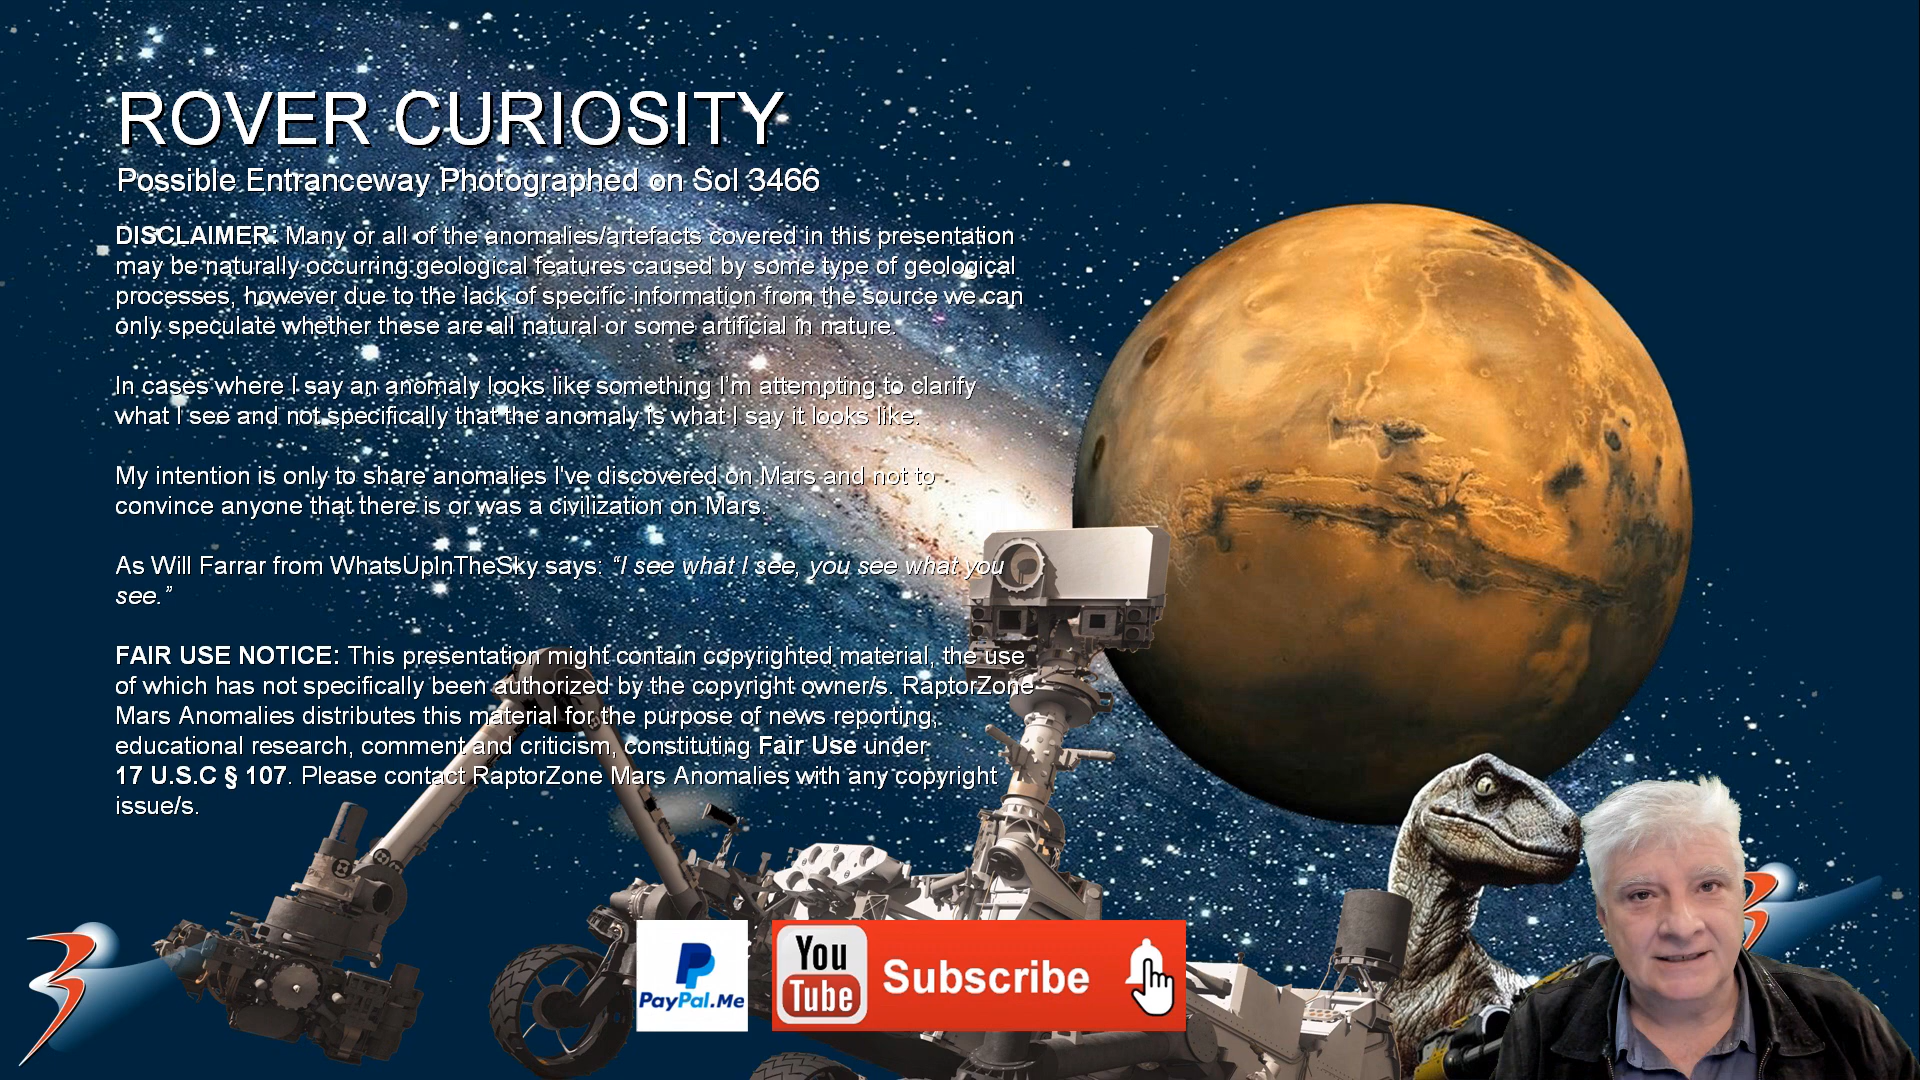 ROVER CURIOSITY
Possible Entranceway Photographed on Sol 3466
DISCLAIMER: Many or all of the anomalies/artefacts covered in this presentation
may be naturally occurring geological features caused by some type of geological
processes, however due to the lack of specific information from the source we can
only speculate whether these are all natural or some artificial in nature.
In cases where I say an anomaly looks like something I'm attempting to clarify
what I see and not specifically that the anomaly is what I say it looks like.
My intention is only to share anomalies I've discovered on Mars and not to
convince anyone that there is or was a civilization on Mars.
As Will Farrar from WhatsUpInTheSky says: “I see what I see, you see what you
see.”
FAIR USE NOTICE: This presentation might contain copyrighted material, the use
of which has not specifically been authorized by the copyright owner/s. RaptorZone
Mars Anomalies distributes this material for the purpose of news reporting,
educational research, comment and criticism, constituting Fair Use under
17 U.S.C § 107. Please contact RaptorZone Mars Anomalies with any copyright
issue/s.
PayPal.Me
You
Tube
Subscribe